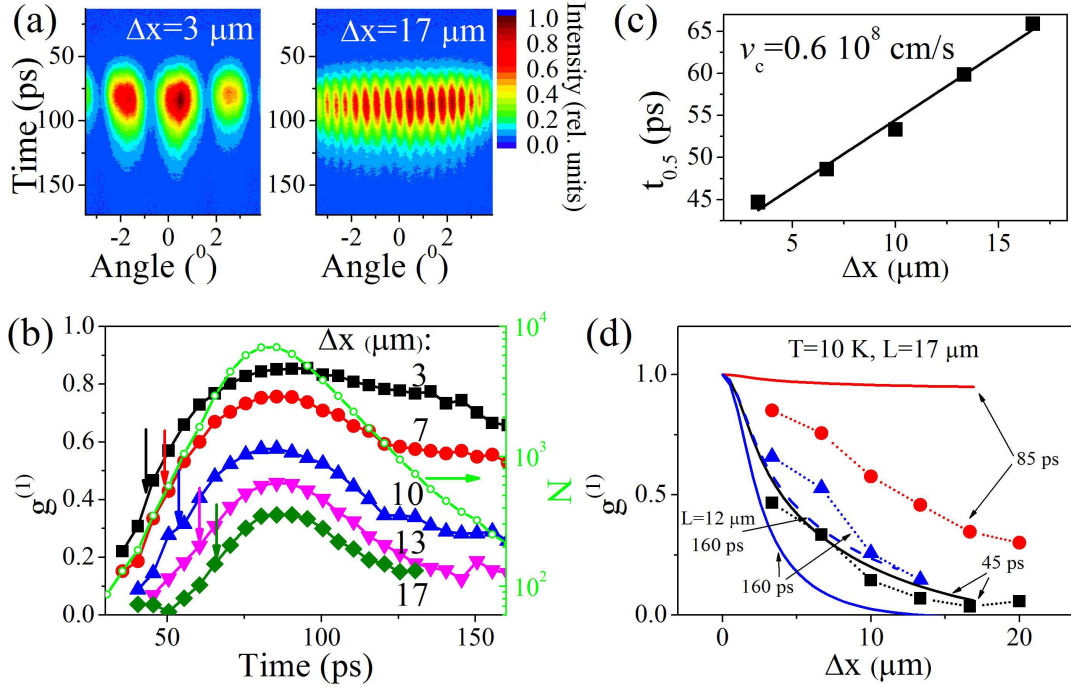 (a)
Δx=3 μm
Δx=17 μm
50
100
150
Time (ps)
-2 0 2
Angle (⁰)
50
100
150
-2 0 2
Angle (⁰)
1.0
0.8
0.6
0.4
0.2
0.0
Intensity (rel. units)
(c)
v_c=0.6 10⁸ cm/s
65
60
55
50
45
t_0.5 (ps)
5 10 15
Δx (μm)
(b)
Δx (μm):
3
7
10
13
17
1.0
0.8
0.6
0.4
0.2
0.0
g⁽¹⁾
50 100 150
Time (ps)
10⁴
10³
10²
N
(d)
T=10 K, L=17 μm
1.0
0.5
0.0
g⁽¹⁾
85 ps
L=12 μm
160 ps
160 ps
45 ps
0 10 20
Δx (μm)